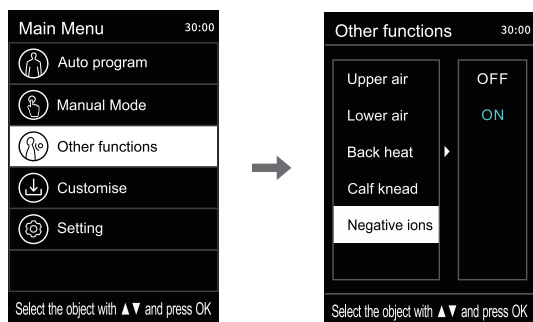 Main Menu 30:00
Auto program
Manual Mode
Other functions
Customise
Setting
Select the object with ▲▼ and press OK
Other functions 30:00
Upper air
Lower air
Back heat
Calf knead
Negative ions
OFF
ON
Select the object with ▲▼ and press OK